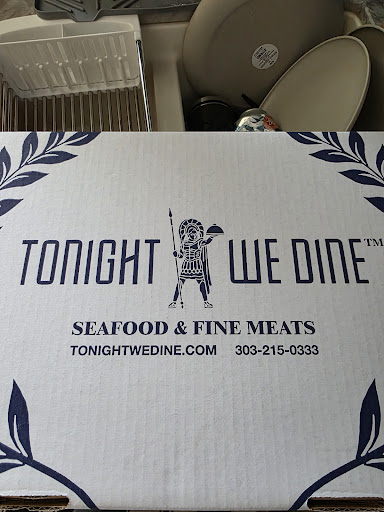 TONIGHT WE DINE™
SEAFOOD & FINE MEATS
TONIGHTWEDINE.COM 303-215-0333